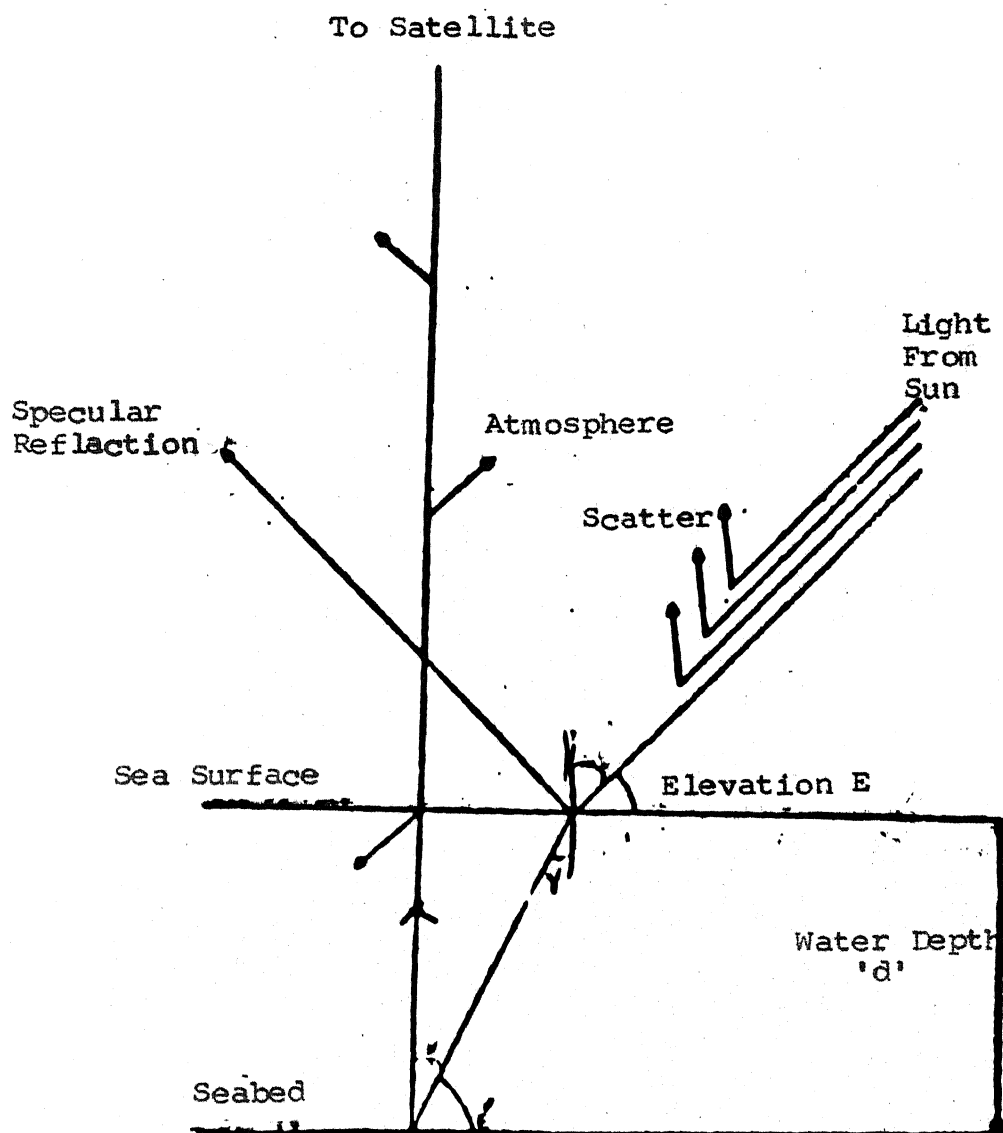 To Satellite
Light
From
Sun
Specular
Reflaction
Atmosphere
Scatter
Sea Surface
Elevation E
Water Depth
'd'
Seabed